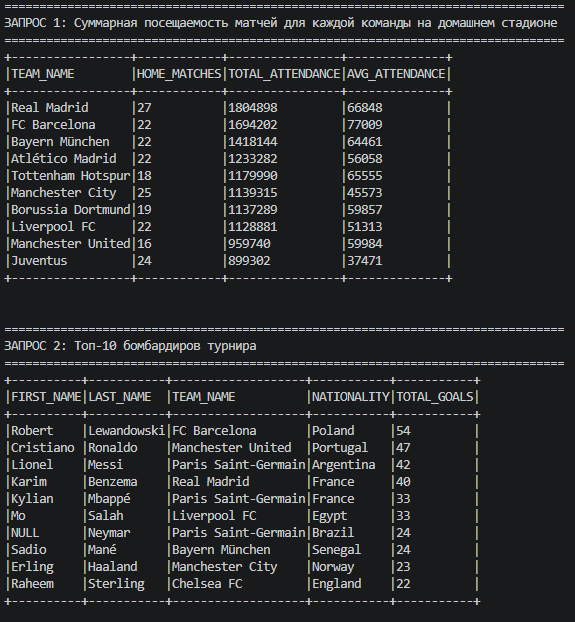 ================================================================================
ЗАПРОС 1: Суммарная посещаемость матчей для каждой команды на домашнем стадионе
================================================================================
+-----------------+------------+----------------+--------------+
|TEAM_NAME        |HOME_MATCHES|TOTAL_ATTENDANCE|AVG_ATTENDANCE|
+-----------------+------------+----------------+--------------+
|Real Madrid      |27          |1804898         |66848         |
|FC Barcelona     |22          |1694202         |77009         |
|Bayern München   |22          |1418144         |64461         |
|Atlético Madrid  |22          |1233282         |56058         |
|Tottenham Hotspur|18          |1179990         |65555         |
|Manchester City  |25          |1139315         |45573         |
|Borussia Dortmund|19          |1137289         |59857         |
|Liverpool FC     |22          |1128881         |51313         |
|Manchester United|16          |959740          |59984         |
|Juventus         |24          |899302          |37471         |
+-----------------+------------+----------------+--------------+
================================================================================
ЗАПРОС 2: Топ-10 бомбардиров турнира
================================================================================
+----------+-----------+-------------------+-----------+-----------+
|FIRST_NAME|LAST_NAME  |TEAM_NAME          |NATIONALITY|TOTAL_GOALS|
+----------+-----------+-------------------+-----------+-----------+
|Robert    |Lewandowski|FC Barcelona       |Poland     |54         |
|Cristiano |Ronaldo    |Manchester United  |Portugal   |47         |
|Lionel    |Messi      |Paris Saint-Germain|Argentina  |42         |
|Karim     |Benzema    |Real Madrid        |France     |40         |
|Kylian    |Mbappé     |Paris Saint-Germain|France     |33         |
|Mo        |Salah      |Liverpool FC       |Egypt      |33         |
|NULL      |Neymar     |Paris Saint-Germain|Brazil     |24         |
|Sadio     |Mané       |Bayern München     |Senegal    |24         |
|Erling    |Haaland    |Manchester City    |Norway     |23         |
|Raheem    |Sterling   |Chelsea FC         |England    |22         |
+----------+-----------+-------------------+-----------+-----------+